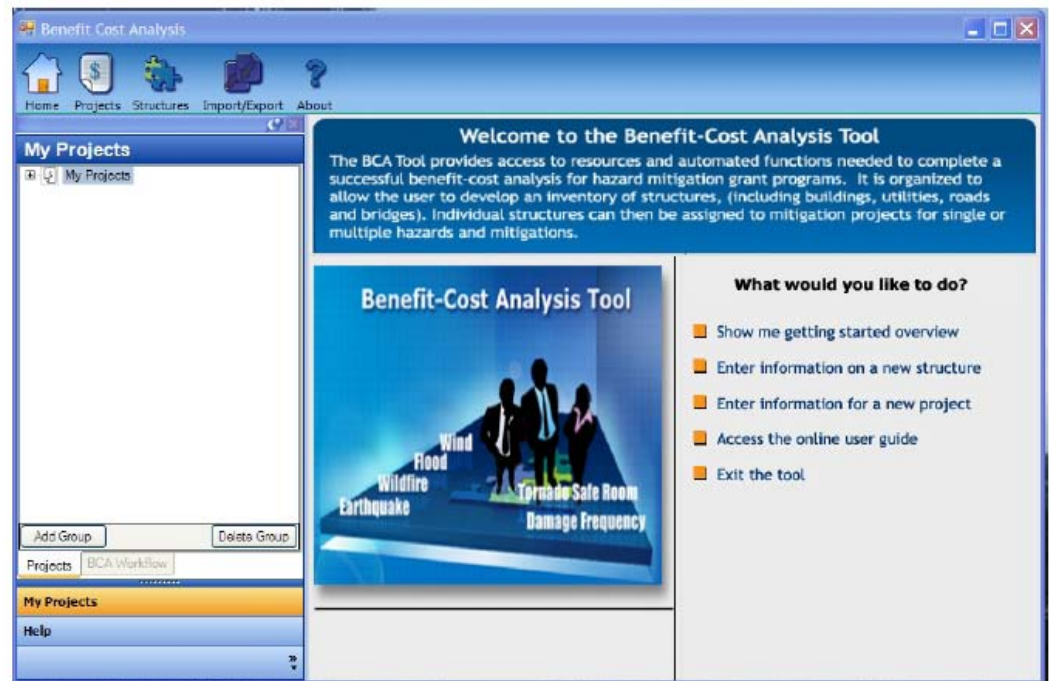 Benefit Cost Analysis
Home Projects Structures Import/Export About
My Projects
My Projects
Add Group Delete Group
Projects BCA Workflow
My Projects
Help
Welcome to the Benefit-Cost Analysis Tool
The BCA Tool provides access to resources and automated functions needed to complete a
successful benefit-cost analysis for hazard mitigation grant programs. It is organized to
allow the user to develop an inventory of structures, (including buildings, utilities, roads
and bridges). Individual structures can then be assigned to mitigation projects for single or
multiple hazards and mitigations.
Benefit-Cost Analysis Tool
Wind
Flood
Wildfire
Earthquake
Tornado Safe Room
Damage Frequency
What would you like to do?
Show me getting started overview
Enter information on a new structure
Enter information for a new project
Access the online user guide
Exit the tool